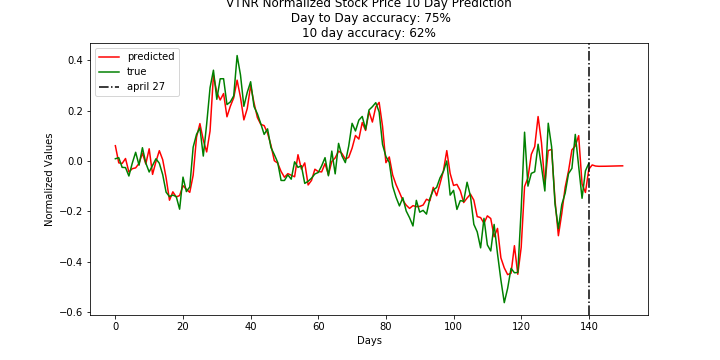 VTNR Normalized Stock Price 10 Day Prediction
Day to Day accuracy: 75%
10 day accuracy: 62%
predicted
true
april 27
Normalized Values
0.4
0.2
0.0
−0.2
−0.4
−0.6
0 20 40 60 80 100 120 140
Days